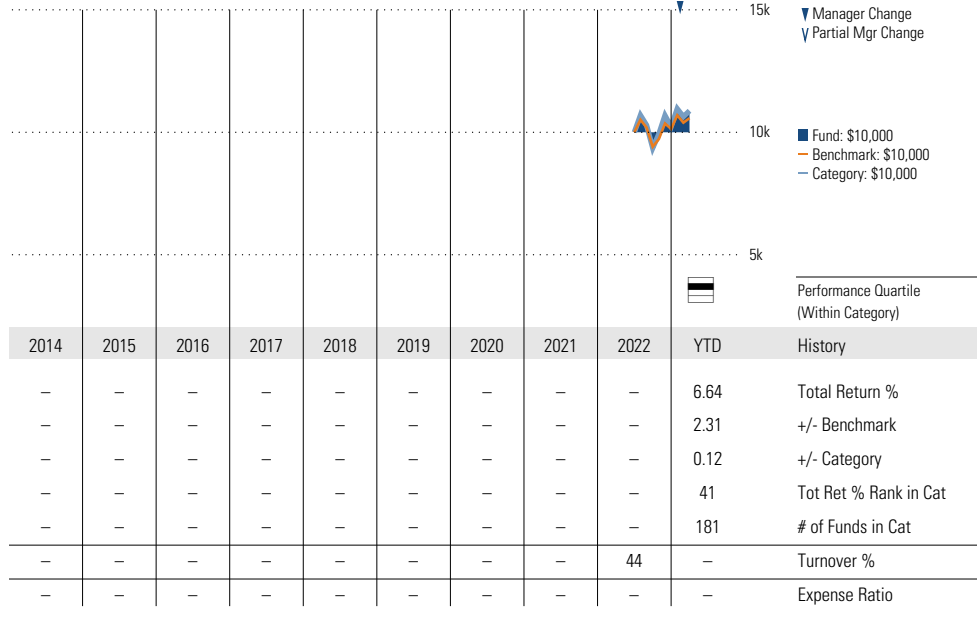 15k
▼ Manager Change
Partial Mgr Change
10k
Fund: $10,000
Benchmark: $10,000
Category: $10,000
5k
Performance Quartile
(Within Category)
2014 2015 2016 2017 2018 2019 2020 2021 2022 YTD History
– – – – – – – – – 6.64 Total Return %
– – – – – – – – – 2.31 +/- Benchmark
– – – – – – – – – 0.12 +/- Category
– – – – – – – – – 41 Tot Ret % Rank in Cat
– – – – – – – – – 181 # of Funds in Cat
– – – – – – – – 44 – Turnover %
– – – – – – – – – – Expense Ratio